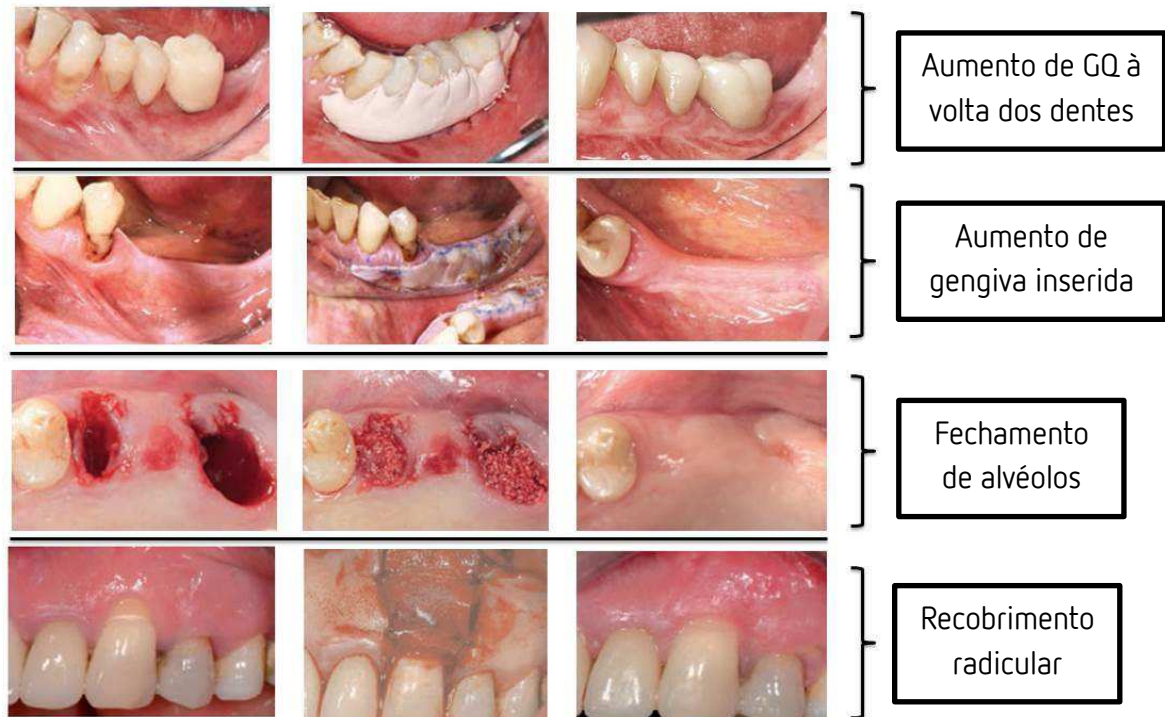 Aumento de GQ à
volta dos dentes
Aumento de
gengiva inserida
Fechamento
de alvéolos
Recobrimento
radicular